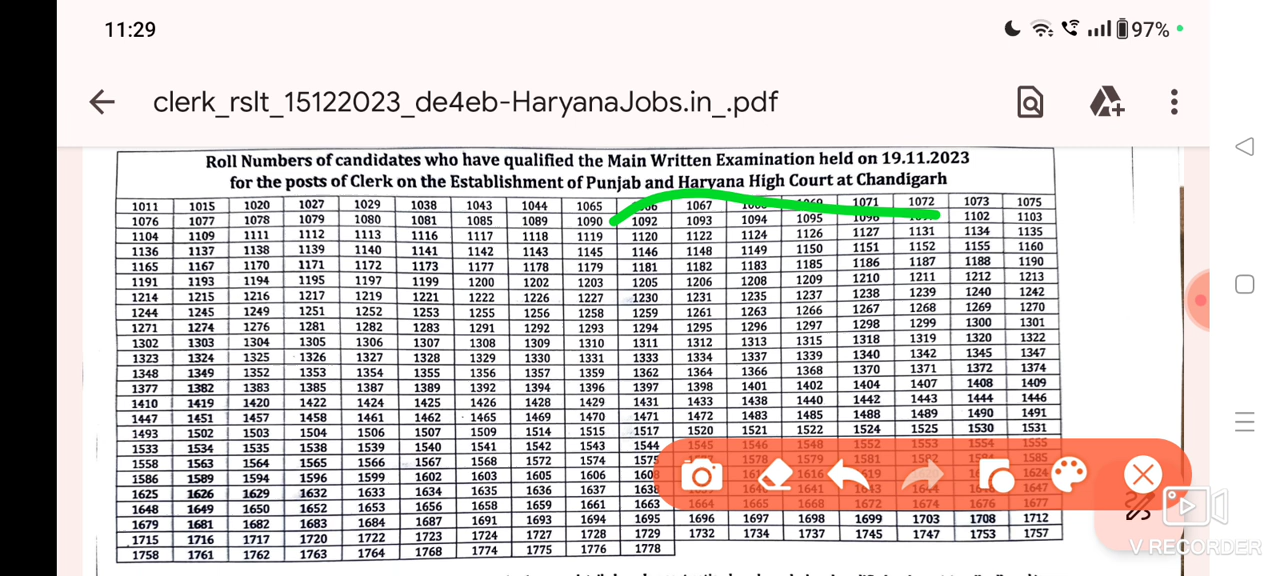 11:29
97%
clerk_rslt_15122023_de4eb-HaryanaJobs.in_.pdf
Roll Numbers of candidates who have qualified the Main Written Examination held on 19.11.2023
for the posts of Clerk on the Establishment of Punjab and Haryana High Court at Chandigarh
1011 1015 1020 1027 1029 1038 1043 1044 1065 1067 1071 1072 1073 1075
1076 1077 1078 1079 1080 1081 1085 1089 1090 1092 1093 1094 1095 1096 1102 1103
1104 1109 1111 1112 1113 1116 1117 1118 1119 1120 1122 1124 1126 1127 1131 1134 1135
1136 1137 1138 1139 1140 1141 1142 1143 1145 1146 1148 1149 1150 1151 1152 1155 1160
1165 1167 1170 1171 1172 1173 1177 1178 1179 1181 1182 1183 1185 1186 1187 1188 1190
1191 1193 1194 1195 1197 1199 1200 1202 1203 1205 1206 1208 1209 1210 1211 1212 1213
1214 1215 1216 1217 1219 1221 1222 1226 1227 1230 1231 1235 1237 1238 1239 1240 1242
1244 1245 1249 1251 1252 1253 1255 1256 1258 1259 1261 1263 1266 1267 1268 1269 1270
1271 1274 1276 1281 1282 1283 1291 1292 1293 1294 1295 1296 1297 1298 1299 1300 1301
1302 1303 1304 1305 1306 1307 1308 1309 1310 1311 1312 1313 1315 1318 1319 1320 1322
1323 1324 1325 1326 1327 1328 1329 1330 1331 1333 1334 1337 1339 1340 1342 1345 1347
1348 1349 1352 1353 1354 1355 1356 1357 1359 1362 1364 1366 1368 1370 1371 1372 1374
1377 1382 1383 1385 1387 1389 1392 1394 1396 1397 1398 1401 1402 1404 1407 1408 1409
1410 1419 1420 1422 1424 1425 1426 1428 1429 1431 1433 1438 1440 1442 1443 1444 1446
1447 1451 1457 1458 1461 1462 1465 1469 1470 1471 1472 1483 1485 1488 1489 1490 1491
1493 1502 1503 1504 1506 1507 1509 1514 1515 1517 1520 1521 1522 1524 1525 1530 1531
1533 1534 1535 1538 1539 1540 1541 1542 1543 1544 1545 1546 1548 1552 1553 1554 1555
1558 1563 1564 1565 1566 1567 1568 1572 1574 1575 1578 1579 1581 1582 1585
1586 1589 1594 1596 1599 1602 1603 1605 1606 1616 1624
1625 1626 1629 1632 1633 1634 1635 1636 1637 1638 1641 1643 1647
1648 1649 1650 1652 1653 1656 1658 1659 1661 1663 1664 1665 1668 1672 1674 1676 1677
1679 1681 1682 1683 1684 1687 1691 1693 1694 1695 1696 1697 1698 1699 1703 1708 1712
1715 1716 1717 1720 1722 1723 1724 1727 1728 1729 1732 1734 1737 1745 1747 1753 1757
1758 1761 1762 1763 1764 1768 1774 1775 1776 1778
V RECORDER